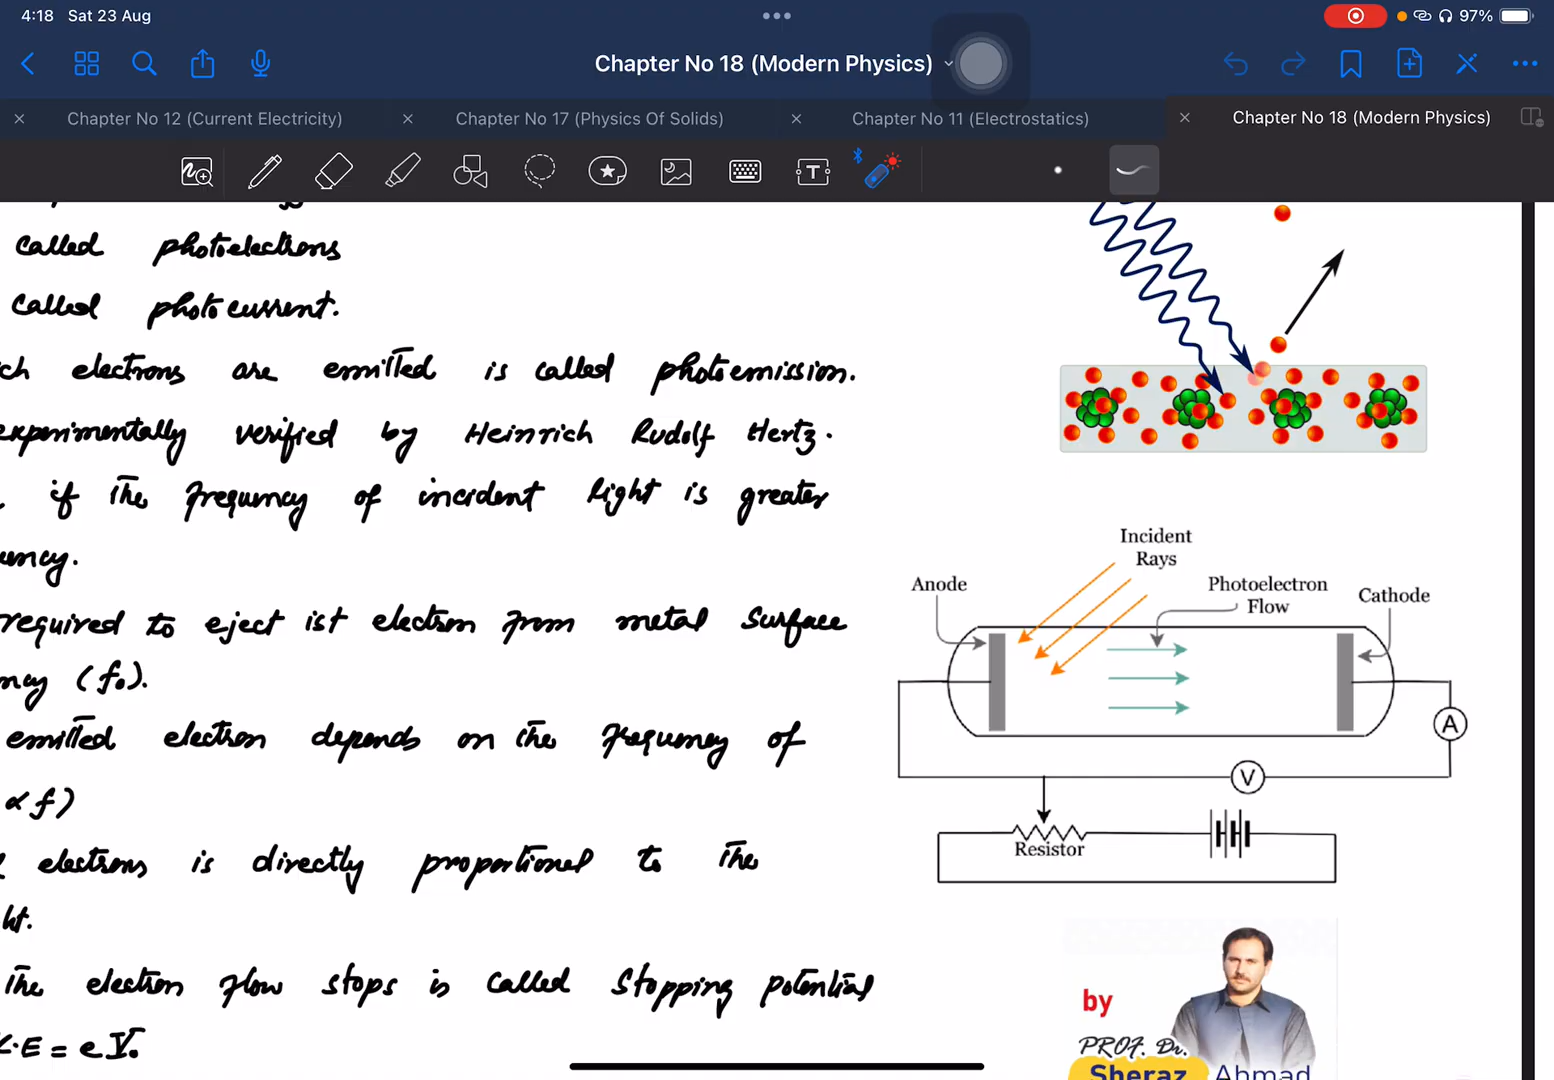 4:18 Sat 23 Aug
97%
Chapter No 18 (Modern Physics)
Chapter No 12 (Current Electricity)
Chapter No 17 (Physics Of Solids)
Chapter No 11 (Electrostatics)
Chapter No 18 (Modern Physics)
called photoelectrons
called photocurrent.
ch electrons are emitted is called photoemission.
experimentally verified by Heinrich Rudolf Hertz.
if the frequency of incident light is greater
uency.
required to eject ist electron from metal surface
ncy (f₀).
emitted electron depends on the frequency of
∝ f)
electrons is directly proportional to the
ht.
The electron flow stops is called stopping potential
K.E = eV₀
Incident
Rays
Anode
Photoelectron
Flow
Cathode
A
V
Resistor
by
PROF. Dr.
Sheraz Ahmad